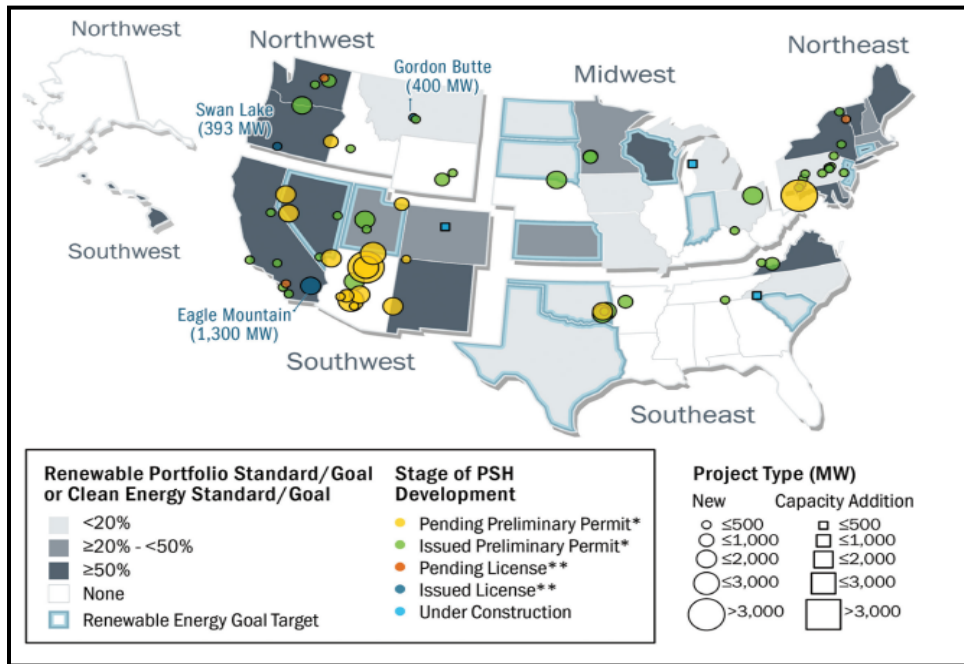 Northwest
Northwest
Northeast
Gordon Butte
(400 MW)
Midwest
Swan Lake
(393 MW)
Southwest
Eagle Mountain
(1,300 MW)
Southwest
Southeast
Renewable Portfolio Standard/Goal
or Clean Energy Standard/Goal
<20%
≥20% - <50%
≥50%
None
Renewable Energy Goal Target
Stage of PSH
Development
Pending Preliminary Permit*
Issued Preliminary Permit*
Pending License**
Issued License**
Under Construction
Project Type (MW)
New
Capacity Addition
≤500
≤500
≤1,000
≤1,000
≤2,000
≤2,000
≤3,000
≤3,000
>3,000
>3,000